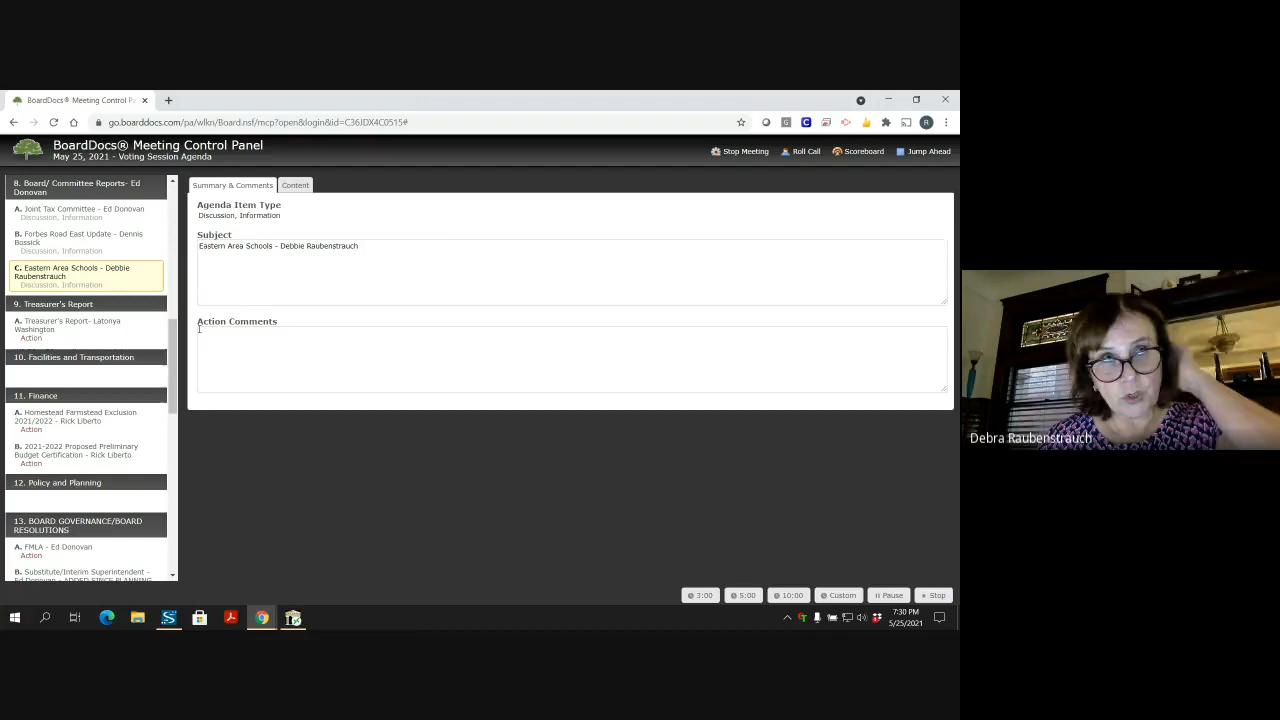 BoardDocs® Meeting Control Pa
go.boarddocs.com/pa/wlkn/Board.nsf/mcp?open&login&id=C36JDX4C0515#
BoardDocs® Meeting Control Panel
May 25, 2021 - Voting Session Agenda
Stop Meeting
Roll Call
Scoreboard
Jump Ahead
8. Board/ Committee Reports- Ed
Donovan
A. Joint Tax Committee - Ed Donovan
Discussion, Information
B. Forbes Road East Update - Dennis
Bossick
Discussion, Information
C. Eastern Area Schools - Debbie
Raubenstrauch
Discussion, Information
9. Treasurer's Report
A. Treasurer's Report- Latonya
Washington
Action
10. Facilities and Transportation
11. Finance
A. Homestead Farmstead Exclusion
2021/2022 - Rick Liberto
Action
B. 2021-2022 Proposed Preliminary
Budget Certification - Rick Liberto
Action
12. Policy and Planning
13. BOARD GOVERNANCE/BOARD
RESOLUTIONS
A. FMLA - Ed Donovan
Action
B. Substitute/Interim Superintendent -
Ed Donovan - ADDED SINCE PLANNING
Summary & Comments
Content
Agenda Item Type
Discussion, Information
Subject
Eastern Area Schools - Debbie Raubenstrauch
Action Comments
3:00
5:00
10:00
Custom
Pause
Stop
7:30 PM
5/25/2021
Debra Raubenstrauch